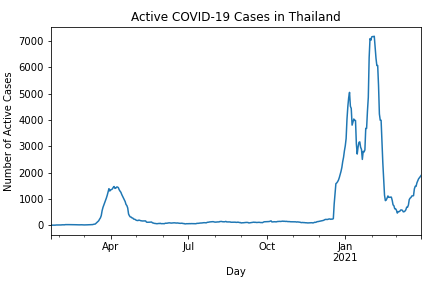 Active COVID-19 Cases in Thailand
Number of Active Cases
7000
6000
5000
4000
3000
2000
1000
0
Apr Jul Oct Jan
2021
Day